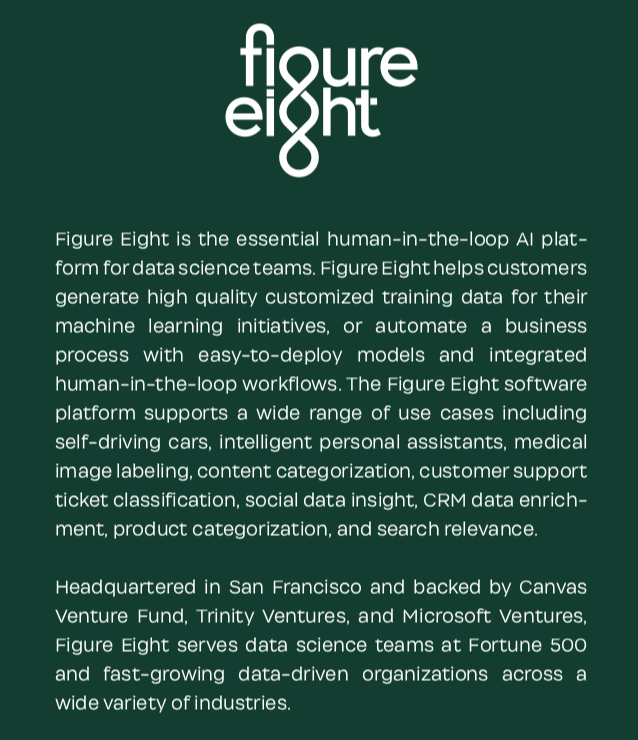 figure
eight
Figure Eight is the essential human-in-the-loop AI plat-
form for data science teams. Figure Eight helps customers
generate high quality customized training data for their
machine learning initiatives, or automate a business
process with easy-to-deploy models and integrated
human-in-the-loop workflows. The Figure Eight software
platform supports a wide range of use cases including
self-driving cars, intelligent personal assistants, medical
image labeling, content categorization, customer support
ticket classification, social data insight, CRM data enrich-
ment, product categorization, and search relevance.
Headquartered in San Francisco and backed by Canvas
Venture Fund, Trinity Ventures, and Microsoft Ventures,
Figure Eight serves data science teams at Fortune 500
and fast-growing data-driven organizations across a
wide variety of industries.